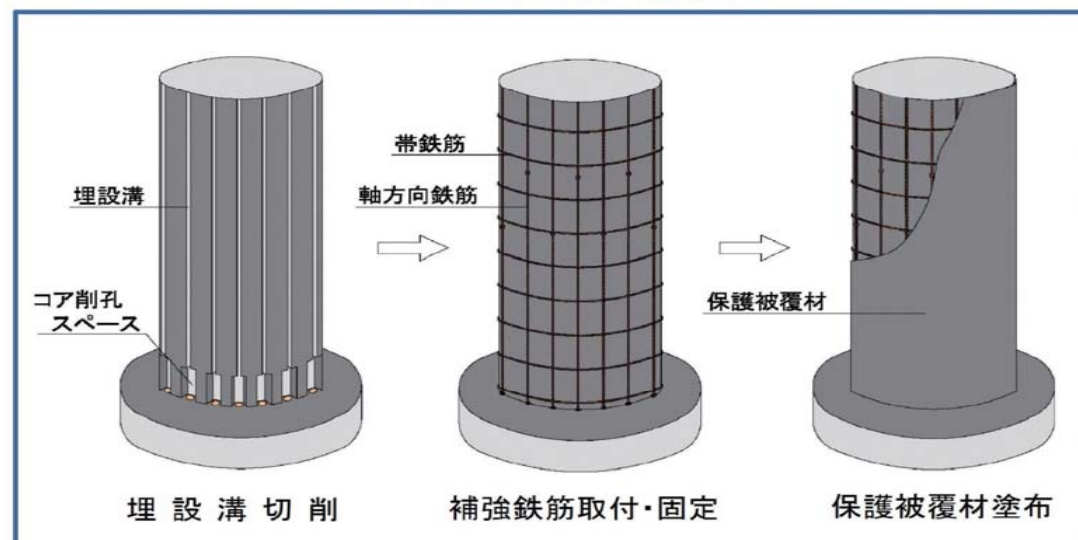 埋設溝
コア削孔
スペース
埋設溝切削
帯鉄筋
軸方向鉄筋
補強鉄筋取付・固定
保護被覆材
保護被覆材塗布